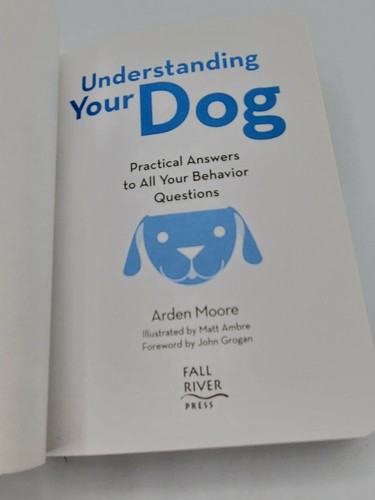 Understanding
Your Dog
Practical Answers
to All Your Behavior
Questions
Arden Moore
Illustrated by Matt Ambre
Foreword by John Grogan
FALL
RIVER
PRESS